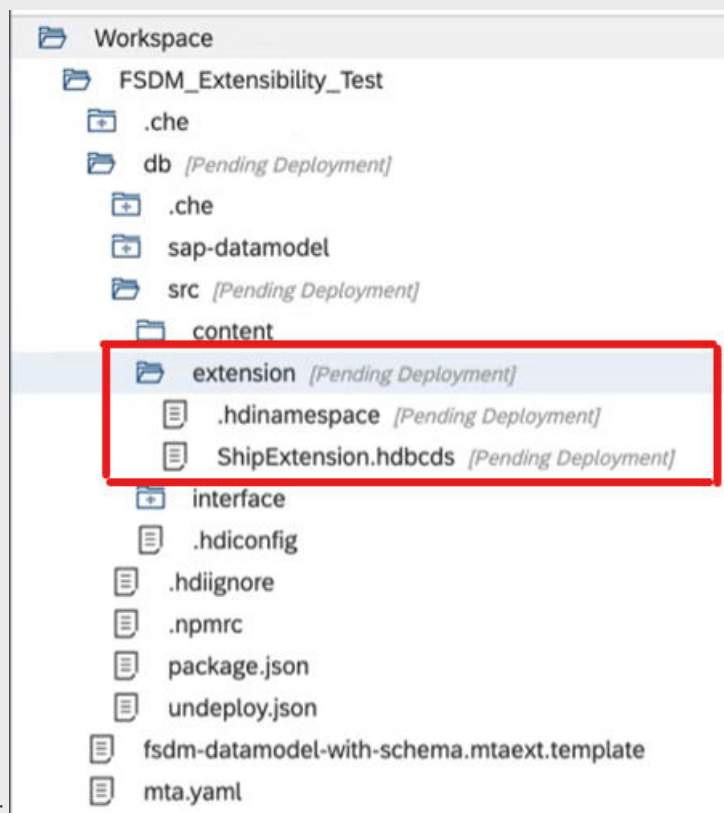 Workspace
FSDM_Extensibility_Test
.che
db [Pending Deployment]
.che
sap-datamodel
src [Pending Deployment]
content
extension [Pending Deployment]
.hdinamespace [Pending Deployment]
ShipExtension.hdbcds [Pending Deployment]
interface
.hdiconfig
.hdiignore
.npmrc
package.json
undeploy.json
fsdm-datamodel-with-schema.mtaext.template
mta.yaml